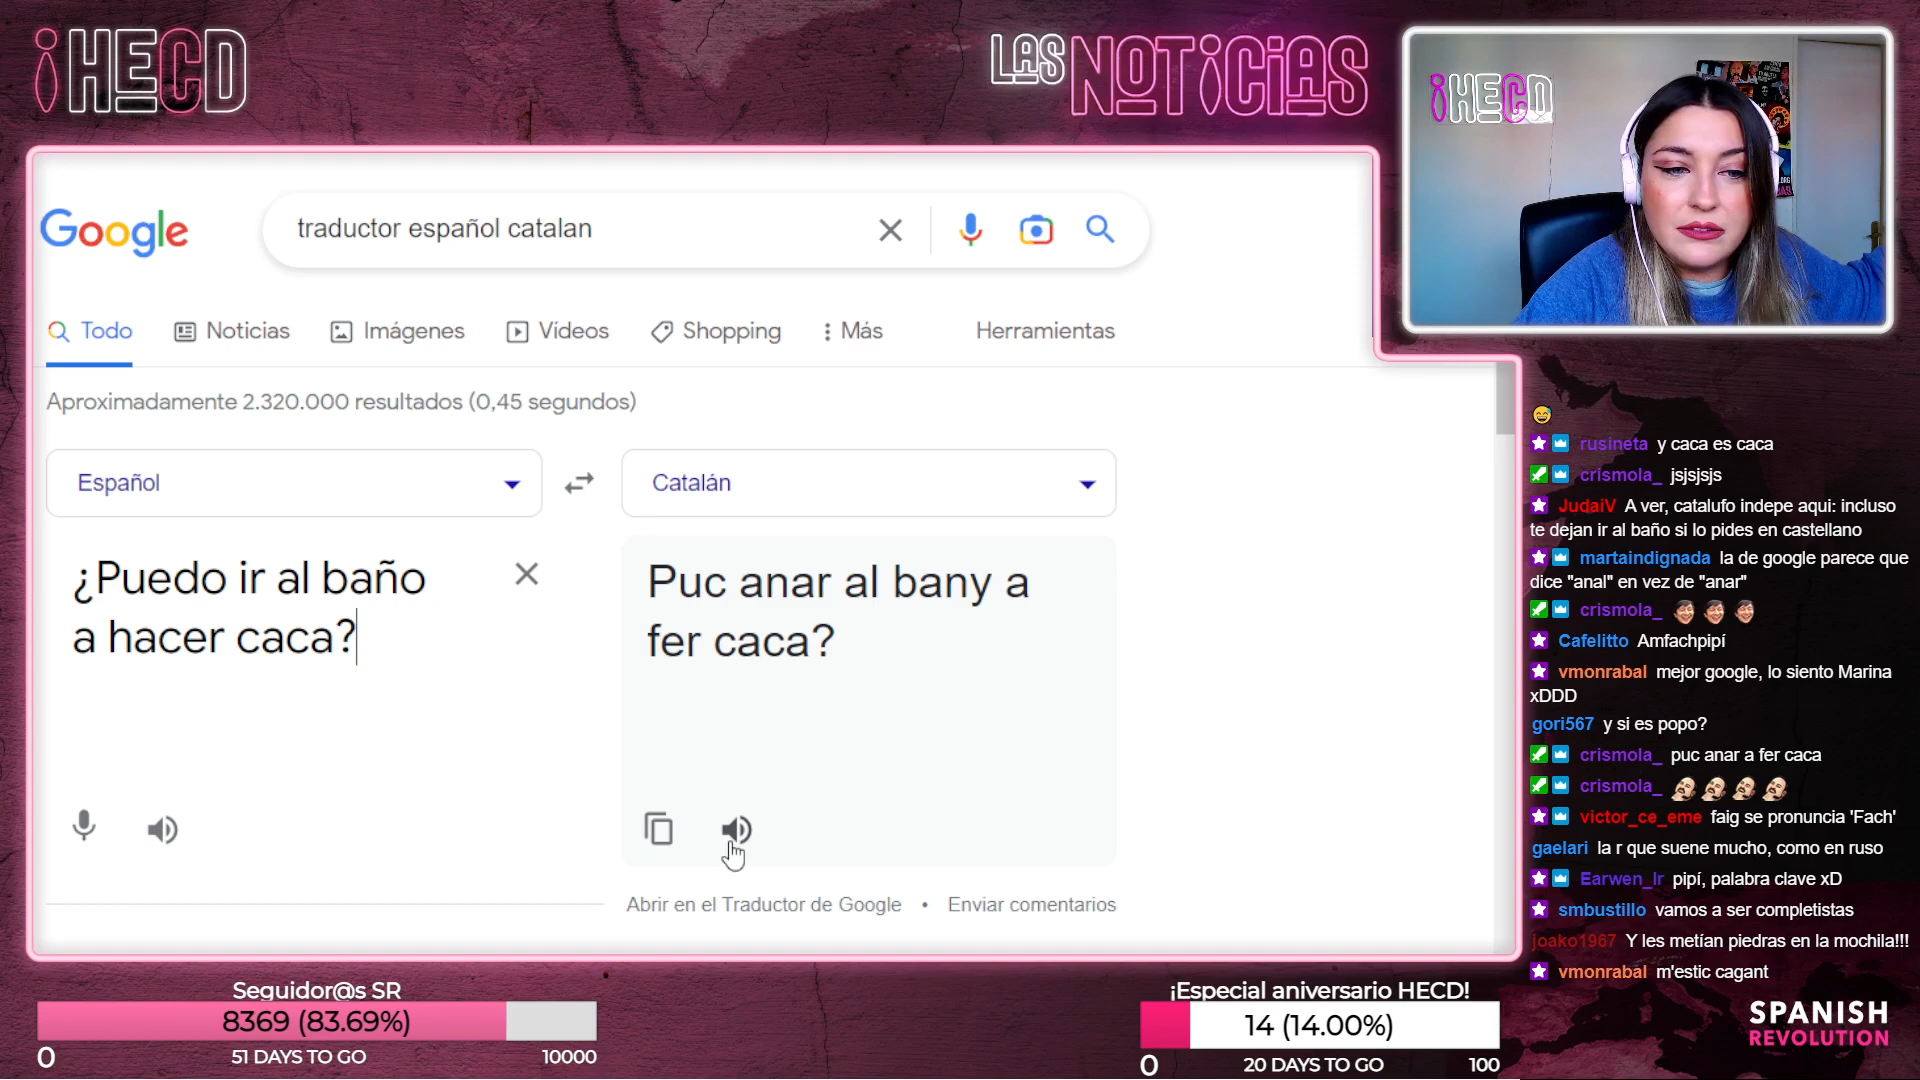 ¡HECD
LAS NOTICIAS
¡HECD
Google
traductor español catalan
Todo
Noticias
Imágenes
Vídeos
Shopping
Más
Herramientas
Aproximadamente 2.320.000 resultados (0,45 segundos)
Español
Catalán
¿Puedo ir al baño
a hacer caca?
Puc anar al bany a
fer caca?
Abrir en el Traductor de Google • Enviar comentarios
rusineta y caca es caca
crismola_ jsjsjsjs
JudaiV A ver, catalufo indepe aqui: incluso
te dejan ir al baño si lo pides en castellano
martaindignada la de google parece que
dice "anal" en vez de "anar"
crismola_
Cafelitto Amfachpipí
vmonrabal mejor google, lo siento Marina
xDDD
gori567 y si es popo?
crismola_ puc anar a fer caca
crismola_
victor_ce_eme faig se pronuncia 'Fach'
gaelari la r que suene mucho, como en ruso
Earwen_lr pipí, palabra clave xD
smbustillo vamos a ser completistas
joako1967 Y les metían piedras en la mochila!!!
vmonrabal m'estic cagant
Seguidor@s SR
8369 (83.69%)
0
51 DAYS TO GO
10000
¡Especial aniversario HECD!
14 (14.00%)
0
20 DAYS TO GO
100
SPANISH
REVOLUTION